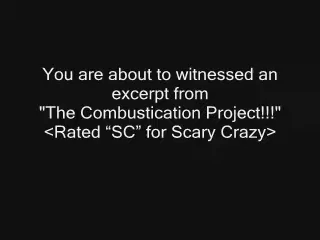 You are about to witnessed an
excerpt from
"The Combustication Project!!!"
<Rated “SC” for Scary Crazy>